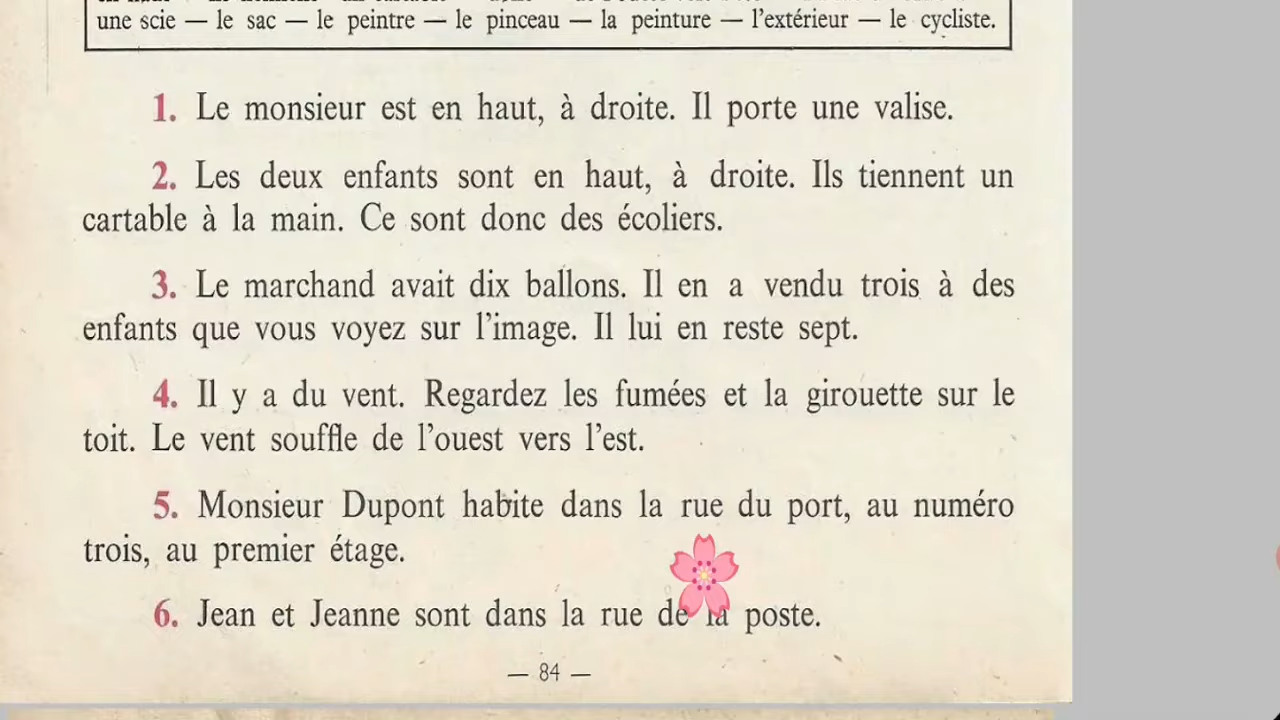 une scie — le sac — le peintre — le pinceau — la peinture — l'extérieur — le cycliste.
1. Le monsieur est en haut, à droite. Il porte une valise.
2. Les deux enfants sont en haut, à droite. Ils tiennent un
cartable à la main. Ce sont donc des écoliers.
3. Le marchand avait dix ballons. Il en a vendu trois à des
enfants que vous voyez sur l'image. Il lui en reste sept.
4. Il y a du vent. Regardez les fumées et la girouette sur le
toit. Le vent souffle de l'ouest vers l'est.
5. Monsieur Dupont habite dans la rue du port, au numéro
trois, au premier étage.
6. Jean et Jeanne sont dans la rue de la poste.
— 84 —